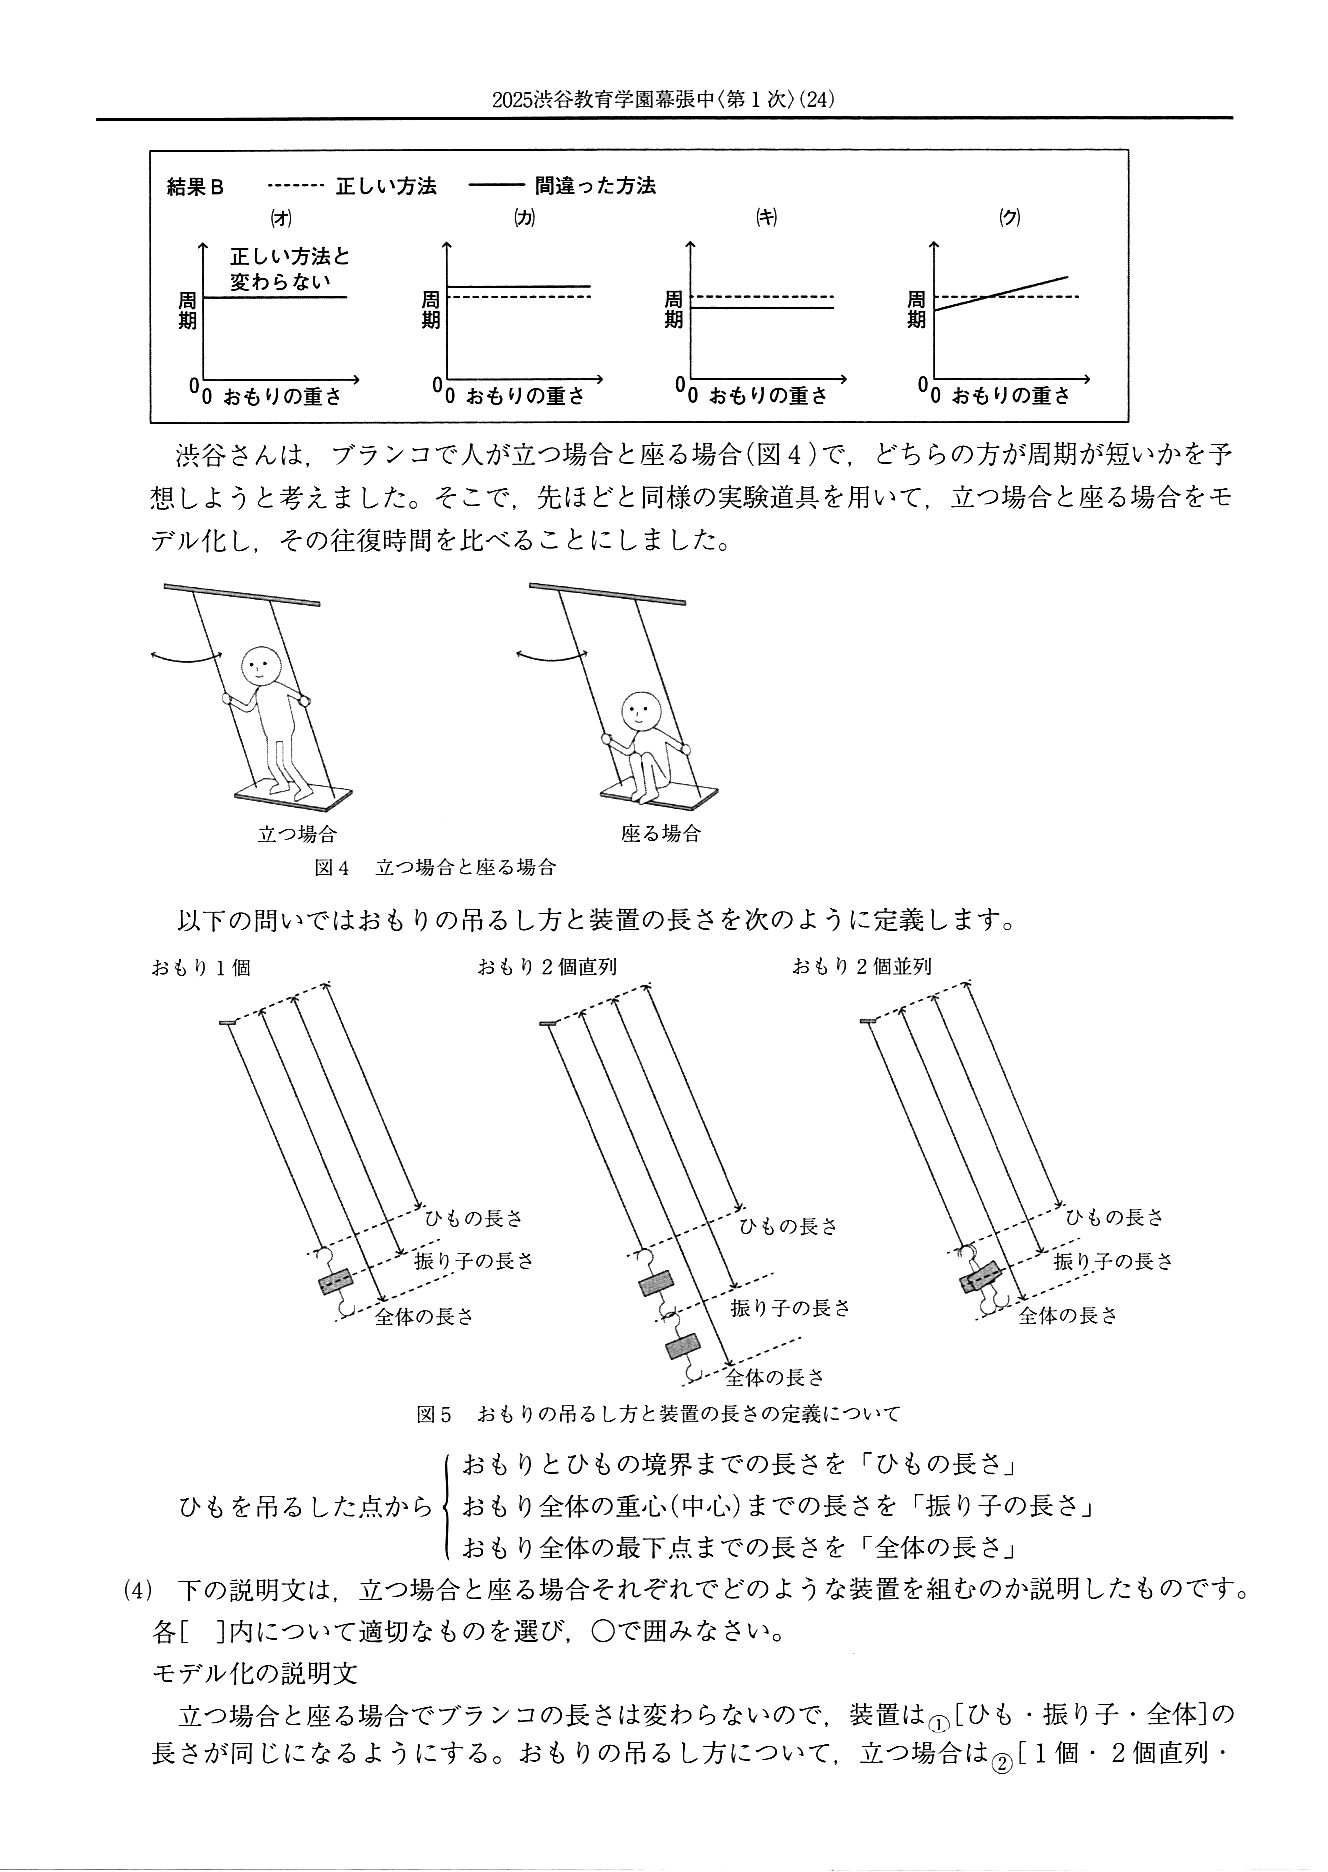 2025渋谷教育学園幕張中〈第1次〉(24)
結果B ------- 正しい方法 ―― 間違った方法
(オ) (カ) (キ) (ク)
正しい方法と
変わらない
周期
0
0 おもりの重さ
周期
0
0 おもりの重さ
周期
0
0 おもりの重さ
周期
0
0 おもりの重さ
渋谷さんは，ブランコで人が立つ場合と座る場合(図4)で，どちらの方が周期が短いかを予
想しようと考えました。そこで，先ほどと同様の実験道具を用いて，立つ場合と座る場合をモ
デル化し，その往復時間を比べることにしました。
立つ場合 座る場合
図4 立つ場合と座る場合
以下の問いではおもりの吊るし方と装置の長さを次のように定義します。
おもり1個 おもり2個直列 おもり2個並列
ひもの長さ
振り子の長さ
全体の長さ
ひもの長さ
振り子の長さ
全体の長さ
ひもの長さ
振り子の長さ
全体の長さ
図5 おもりの吊るし方と装置の長さの定義について
おもりとひもの境界までの長さを「ひもの長さ」
ひもを吊るした点から おもり全体の重心(中心)までの長さを「振り子の長さ」
おもり全体の最下点までの長さを「全体の長さ」
(4) 下の説明文は，立つ場合と座る場合それぞれでどのような装置を組むのか説明したものです。
各[ ]内について適切なものを選び，○で囲みなさい。
モデル化の説明文
立つ場合と座る場合でブランコの長さは変わらないので，装置は①[ひも・振り子・全体]の
長さが同じになるようにする。おもりの吊るし方について，立つ場合は②[1個・2個直列・